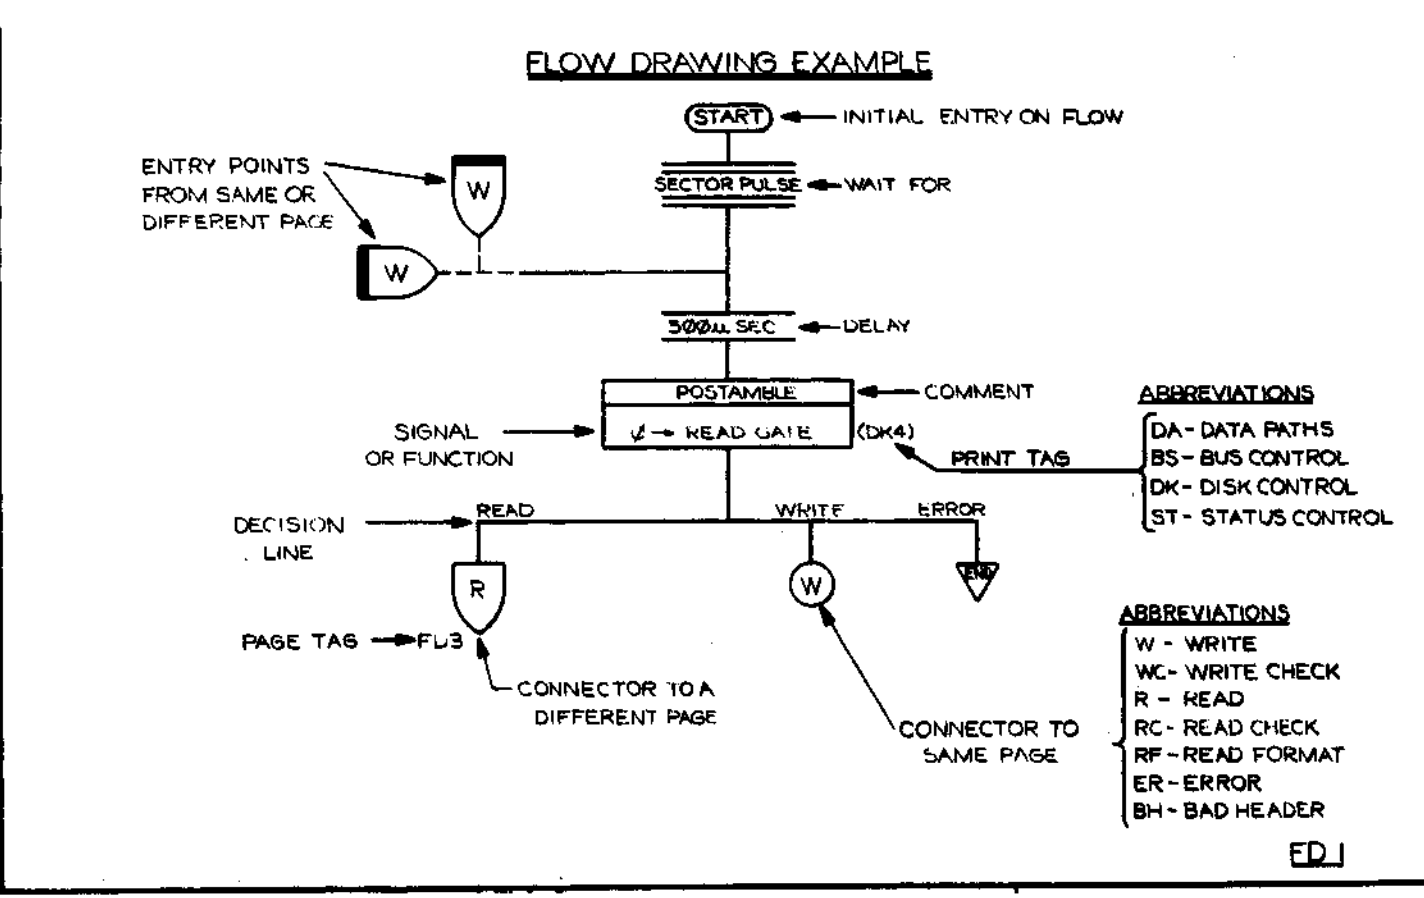 FLOW DRAWING EXAMPLE
START
INITIAL ENTRY ON FLOW
ENTRY POINTS
FROM SAME OR
DIFFERENT PAGE
W
W
SECTOR PULSE
WAIT FOR
300µ SEC
DELAY
POSTAMBLE
COMMENT
SIGNAL
OR FUNCTION
→ READ GATE
(DK4)
PRINT TAG
ABBREVIATIONS
DA- DATA PATHS
BS- BUS CONTROL
DK- DISK CONTROL
ST- STATUS CONTROL
DECISION
LINE
READ
WRITE
ERROR
R
W
END
PAGE TAG
CONNECTOR TO A
DIFFERENT PAGE
CONNECTOR TO
SAME PAGE
ABBREVIATIONS
W - WRITE
WC- WRITE CHECK
R - READ
RC- READ CHECK
RF- READ FORMAT
ER- ERROR
BH- BAD HEADER
FD 1